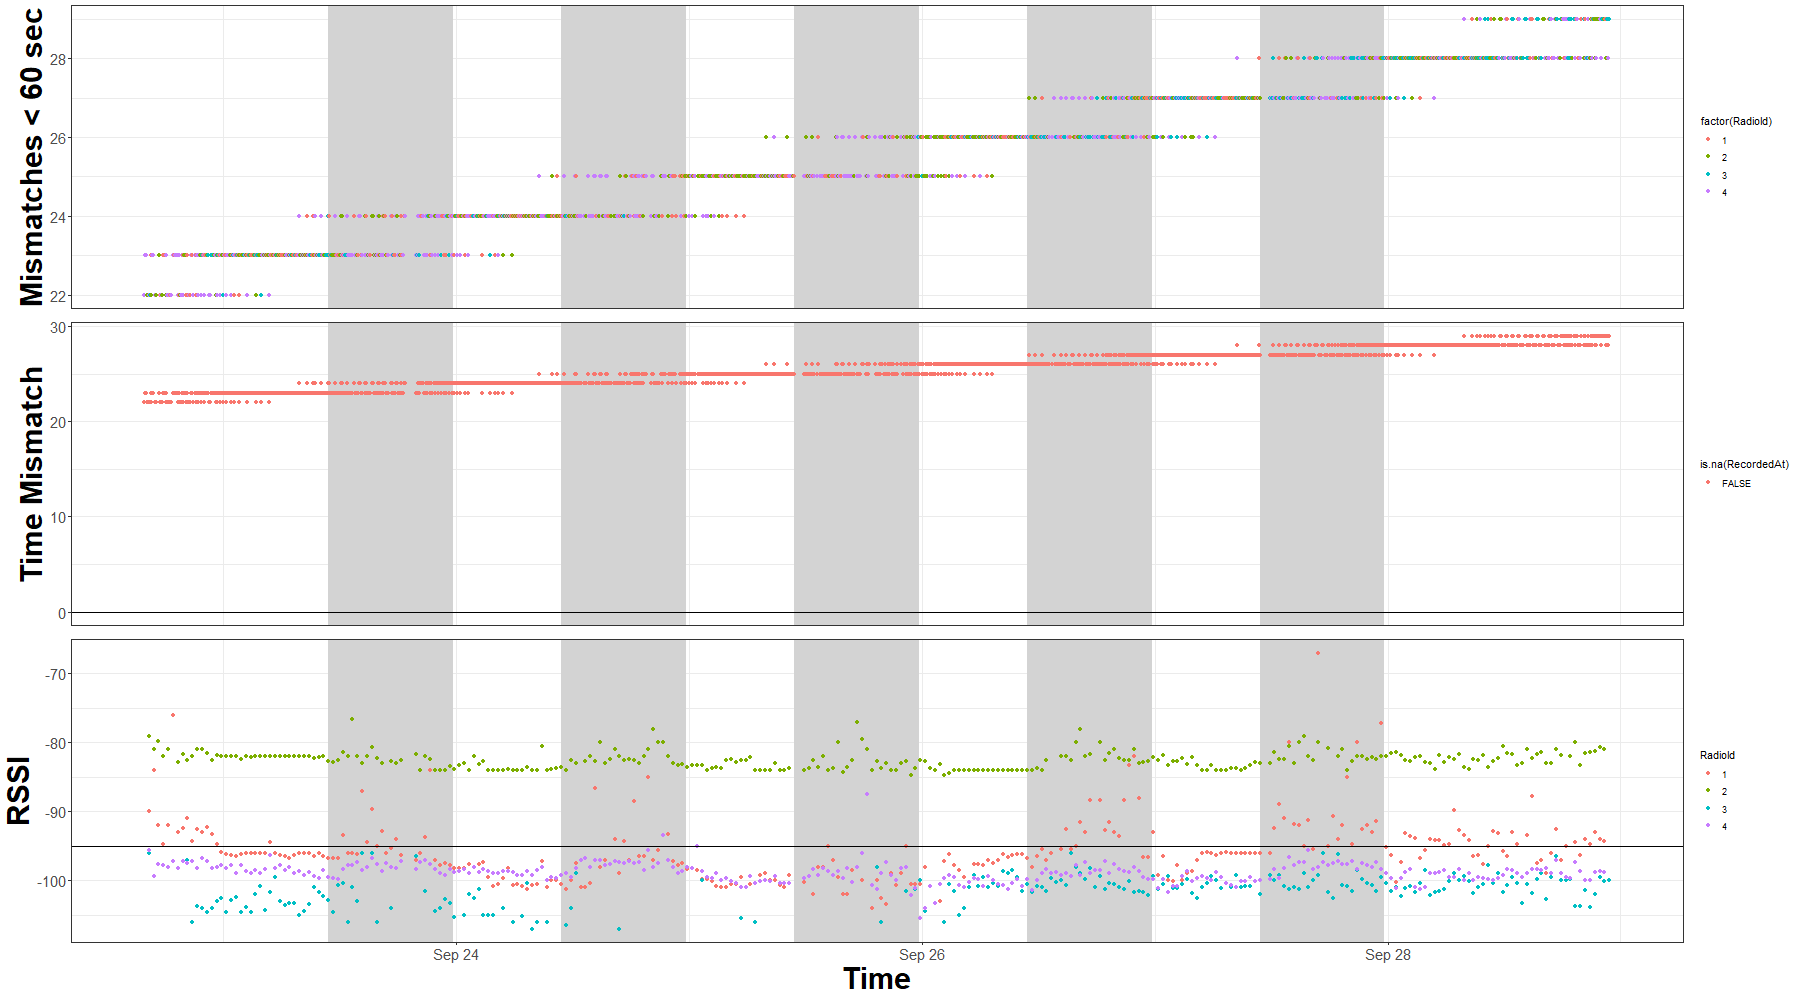 Mismatches < 60 sec
28
26
24
22
factor(RadioId)
1
2
3
4
Time Mismatch
30
20
10
0
is.na(RecordedAt)
FALSE
RSSI
-70
-80
-90
-100
RadioId
1
2
3
4
Sep 24
Sep 26
Sep 28
Time